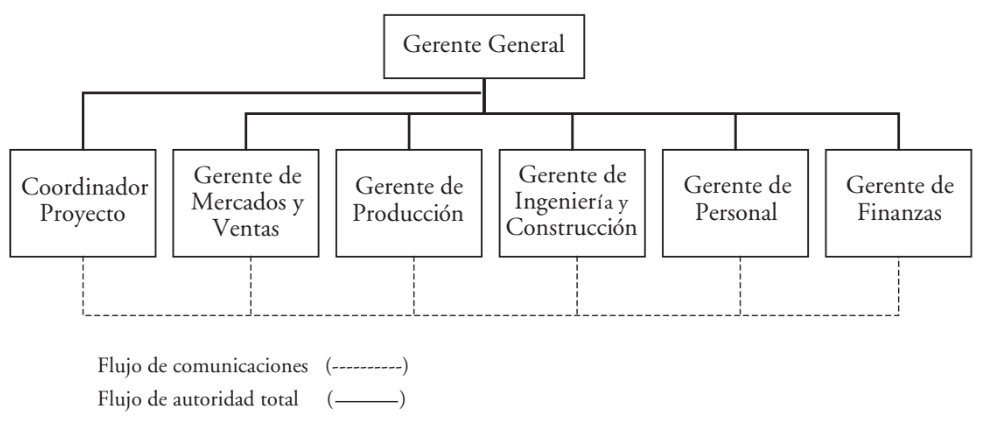 Gerente General
Coordinador
Proyecto
Gerente de
Mercados y
Ventas
Gerente de
Producción
Gerente de
Ingeniería y
Construcción
Gerente de
Personal
Gerente de
Finanzas
Flujo de comunicaciones (----------)
Flujo de autoridad total (———)